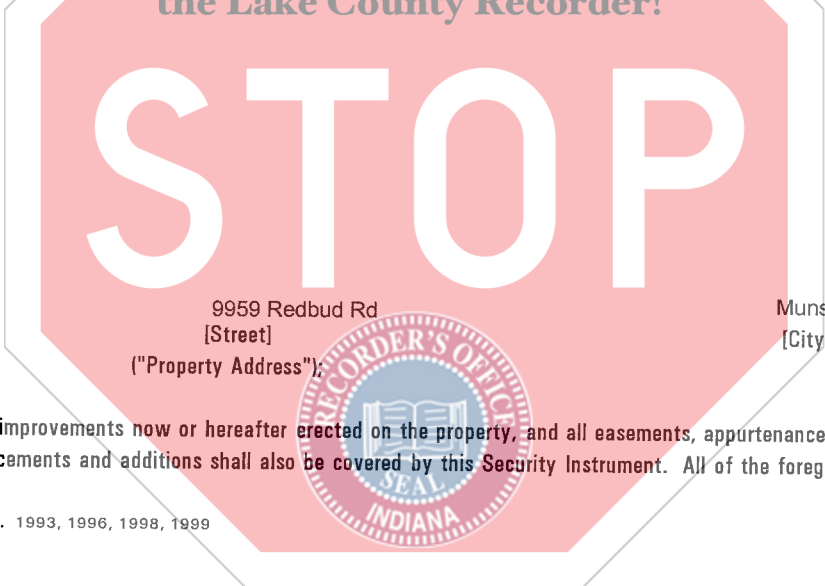 the Lake County Recorder!
STOP
9959 Redbud Rd
Muns
[Street]
[City
("Property Address");
RECORDER'S OFFICE
improvements now or hereafter erected on the property, and all easements, appurtenance
cements and additions shall also be covered by this Security Instrument. All of the foreg
SEAL
INDIANA
. 1993, 1996, 1998, 1999